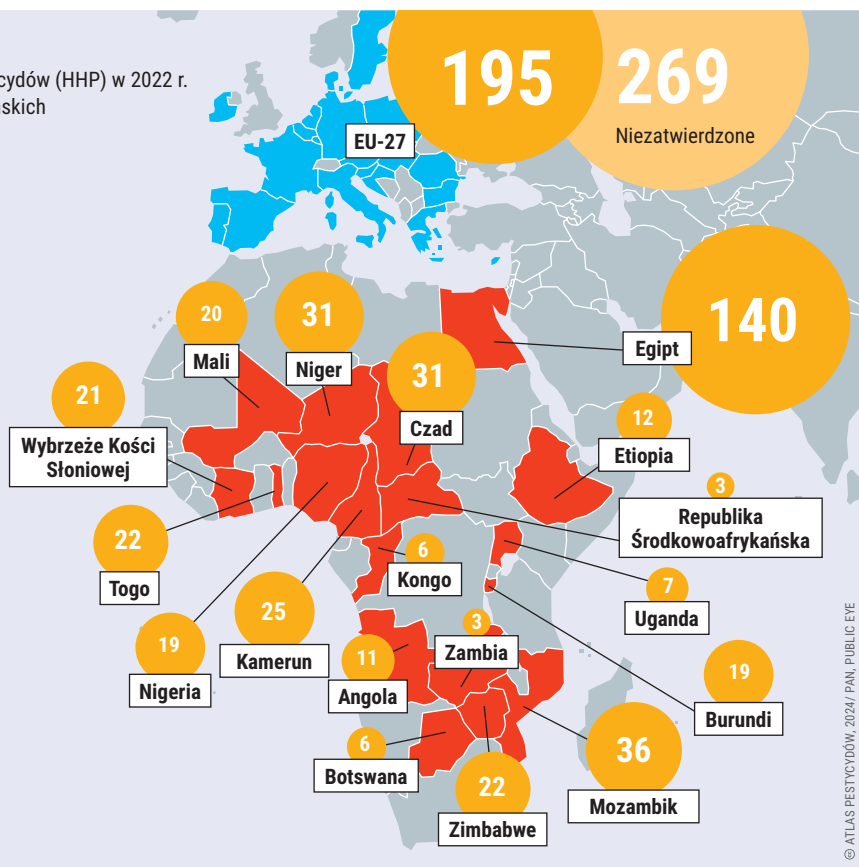 cydów (HHP) w 2022 r.
skich
195
269
Niezatwierdzone
EU-27
140
Egipt
20
Mali
31
Niger
31
Czad
21
Wybrzeże Kości
Słoniowej
12
Etiopia
3
Republika
Środkowoafrykańska
22
Togo
6
Kongo
7
Uganda
25
Kamerun
3
Zambia
19
Nigeria
11
Angola
19
Burundi
6
Botswana
22
Zimbabwe
36
Mozambik
© ATLAS PESTYCYDÓW, 2024/ PAN, PUBLIC EYE